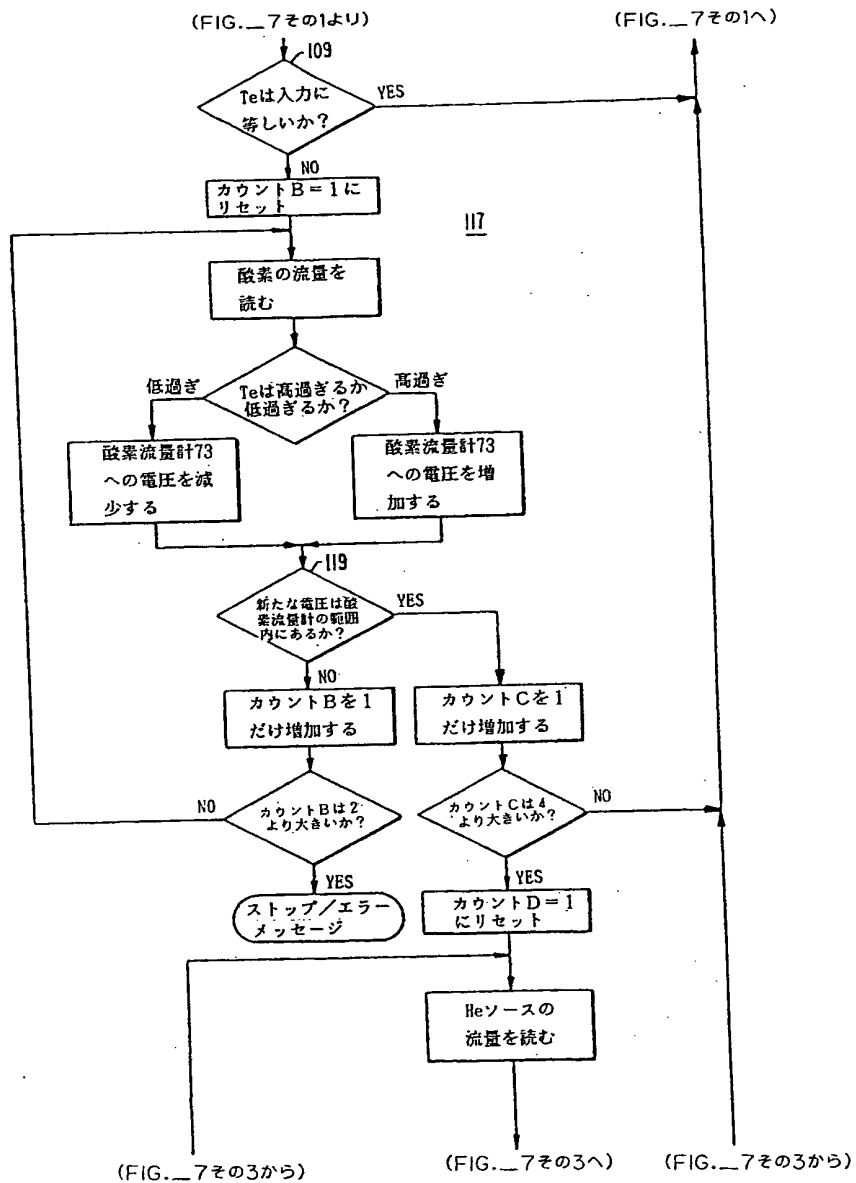 (FIG.__7その1より)
(FIG.__7その1へ)
109
Teは入力に
等しいか?
YES
NO
カウントB=1に
リセット
117
酸素の流量を
読む
低過ぎ
Teは高過ぎるか
低過ぎるか?
高過ぎ
酸素流量計73
への電圧を減
少する
酸素流量計73
への電圧を増
加する
119
新たな電圧は酸
素流量計の範囲
内にあるか?
YES
NO
カウントBを1
だけ増加する
カウントCを1
だけ増加する
NO
カウントBは2
より大きいか?
カウントCは4
より大きいか?
NO
YES
YES
ストップ/エラー
メッセージ
カウントD=1
にリセット
Heソースの
流量を読む
(FIG.__7その3から)
(FIG.__7その3へ)
(FIG.__7その3から)